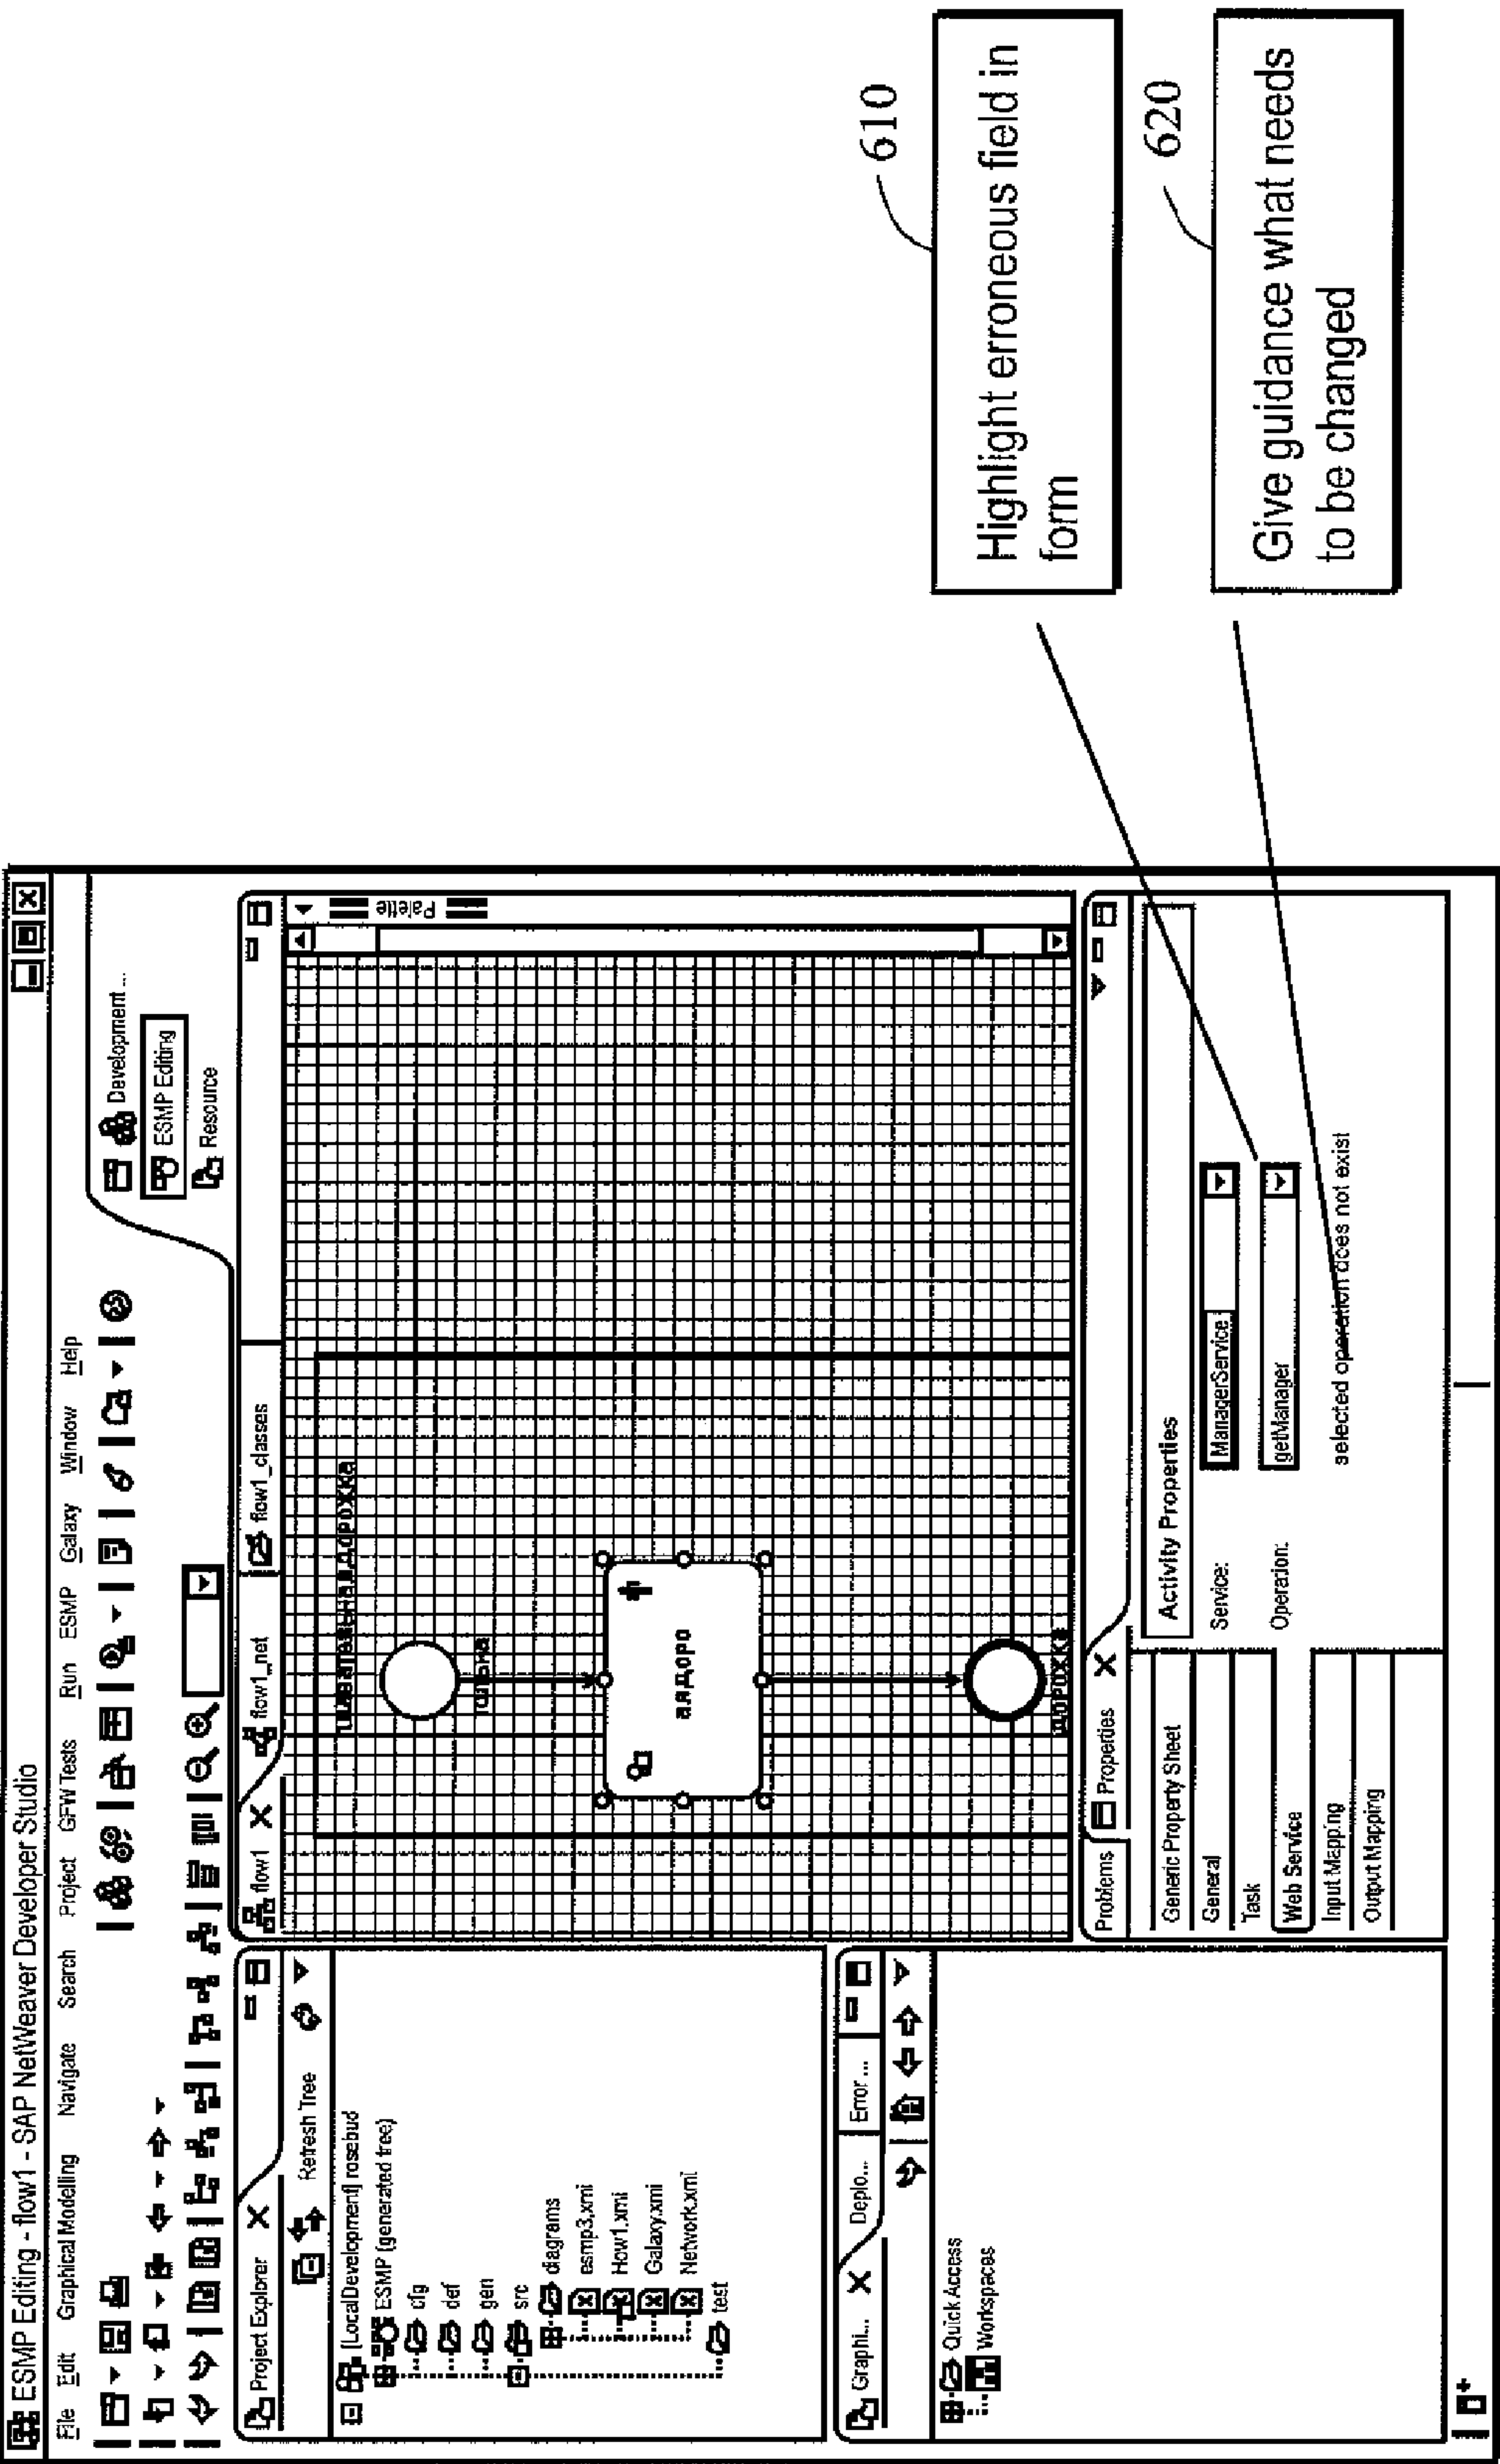 ESMP Editing - flow1 - SAP NetWeaver Developer Studio
File Edit Graphical Modelling Navigate Search Project GFW Tests Run ESMP Galaxy Window Help
Development ...
ESMP Editing
Resource
Project Explorer
Refresh Tree
[LocalDevelopment] rosebud
ESMP (generated tree)
cfg
def
gen
src
diagrams
esmp3.xmi
How1.xmi
Galaxy.xmi
Network.xmi
test
Graphi... Deplo... Error ...
Quick Access
Workspaces
flow1 flow1_net flow1_classes
Palette
алдоро
дорожка
Problems Properties
Generic Property Sheet
General
Task
Web Service
Input Mapping
Output Mapping
Activity Properties
Service: ManagerService
Operation: getManager
selected operation does not exist
610
Highlight erroneous field in
form
620
Give guidance what needs
to be changed